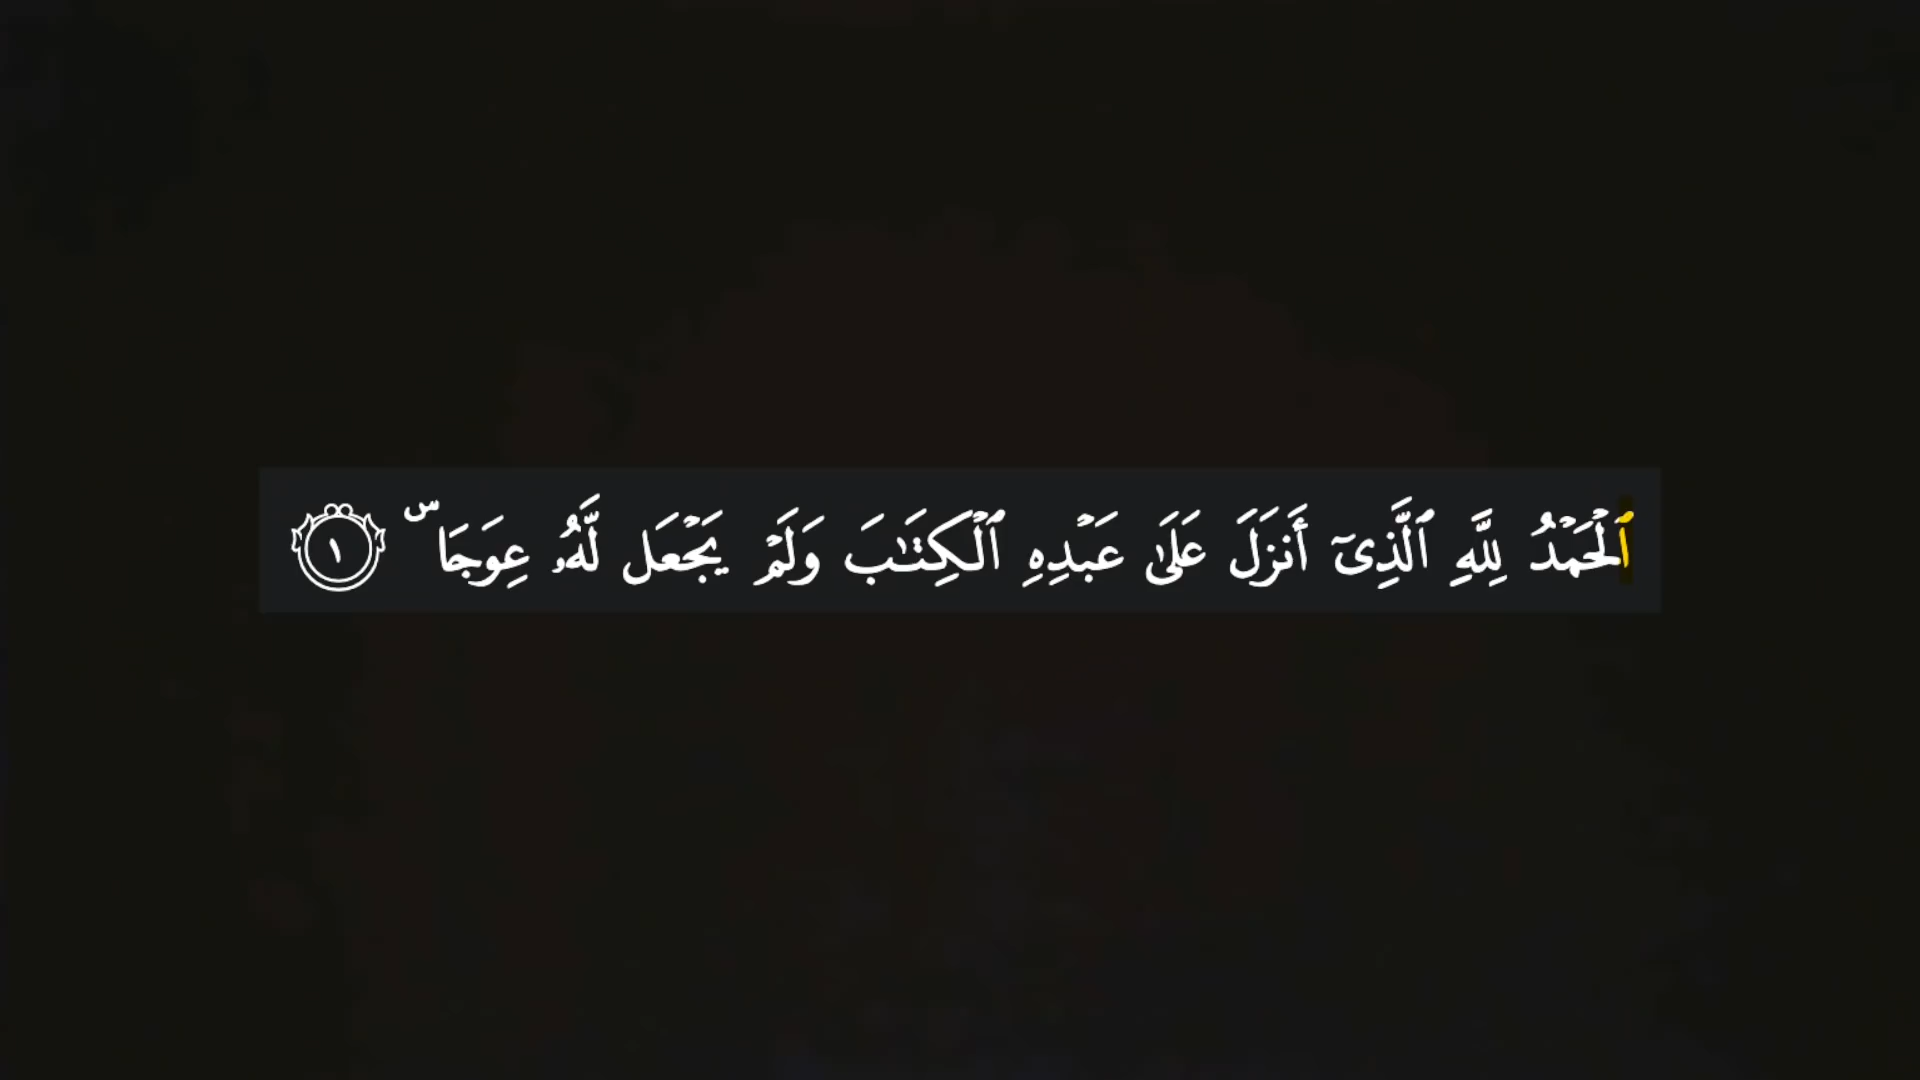 ٱلۡحَمۡدُ لِلَّهِ ٱلَّذِىٓ أَنزَلَ عَلَىٰ عَبۡدِهِ ٱلۡكِتَـٰبَ وَلَمۡ يَجۡعَل لَّهُۥ عِوَجَاۜ ١